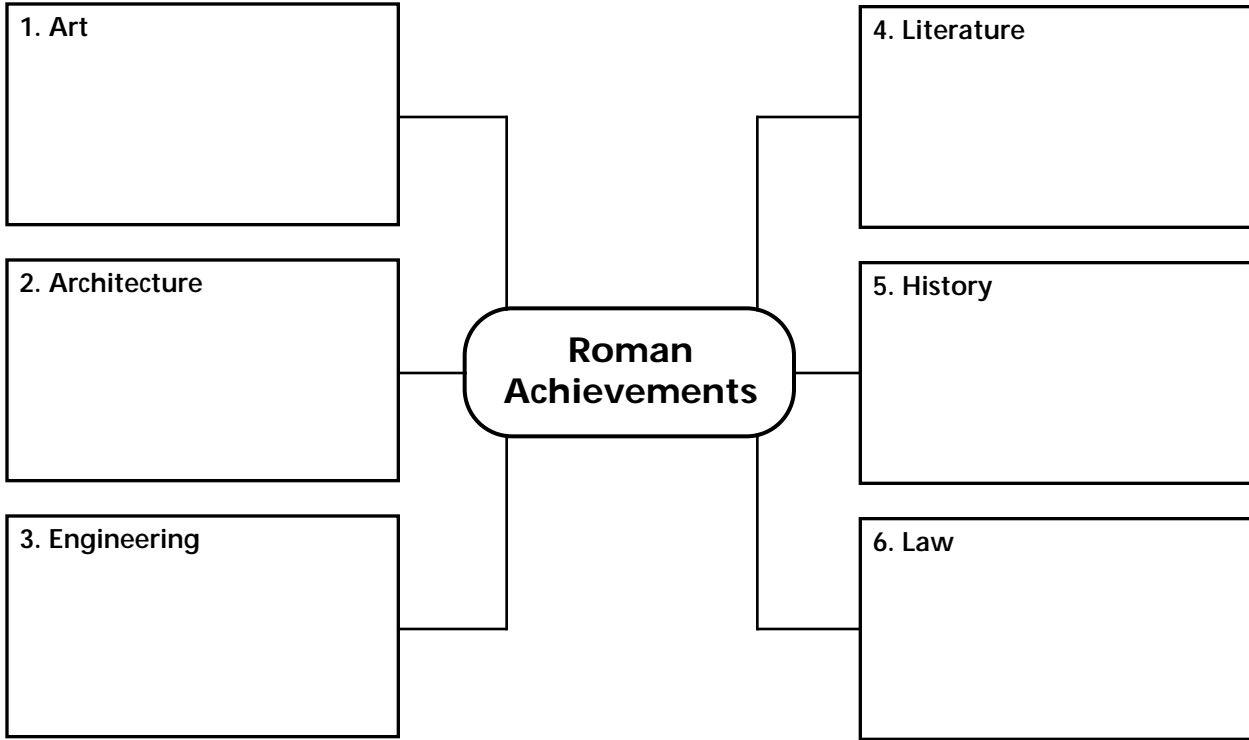 1. Art
2. Architecture
3. Engineering
Roman
Achievements
4. Literature
5. History
6. Law